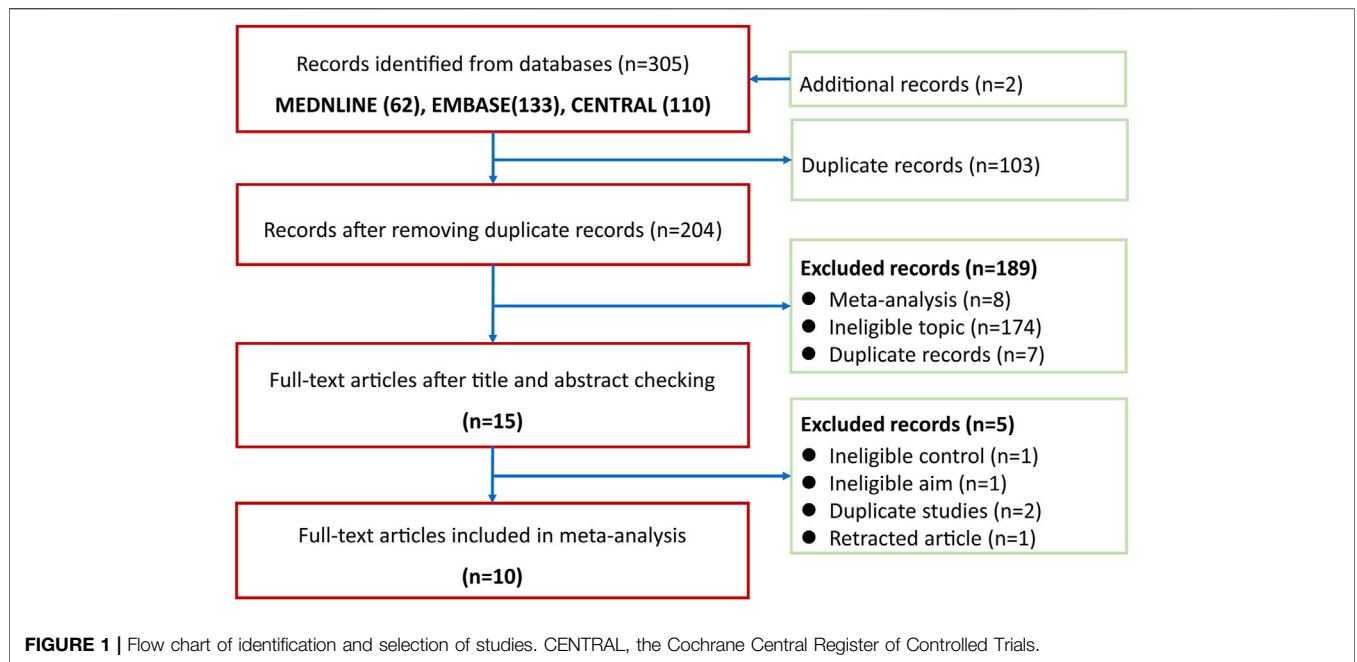 Records identified from databases (n=305)
MEDNLINE (62), EMBASE(133), CENTRAL (110)
Additional records (n=2)
Duplicate records (n=103)
Records after removing duplicate records (n=204)
Excluded records (n=189)
● Meta-analysis (n=8)
● Ineligible topic (n=174)
● Duplicate records (n=7)
Full-text articles after title and abstract checking
(n=15)
Excluded records (n=5)
● Ineligible control (n=1)
● Ineligible aim (n=1)
● Duplicate studies (n=2)
● Retracted article (n=1)
Full-text articles included in meta-analysis
(n=10)
FIGURE 1 | Flow chart of identification and selection of studies. CENTRAL, the Cochrane Central Register of Controlled Trials.